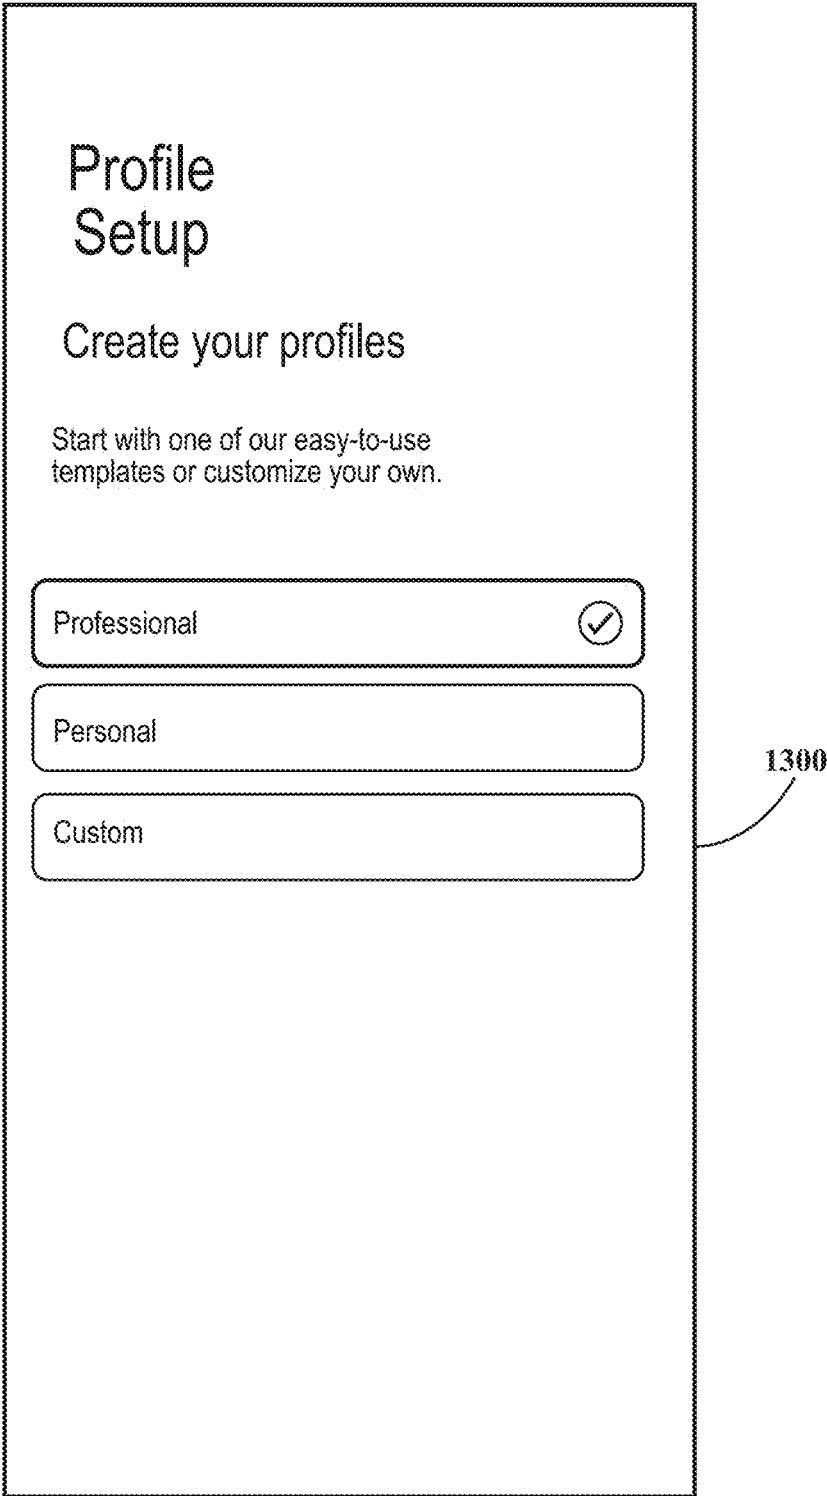 Profile
Setup
Create your profiles
Start with one of our easy-to-use
templates or customize your own.
Professional
Personal
1300
Custom